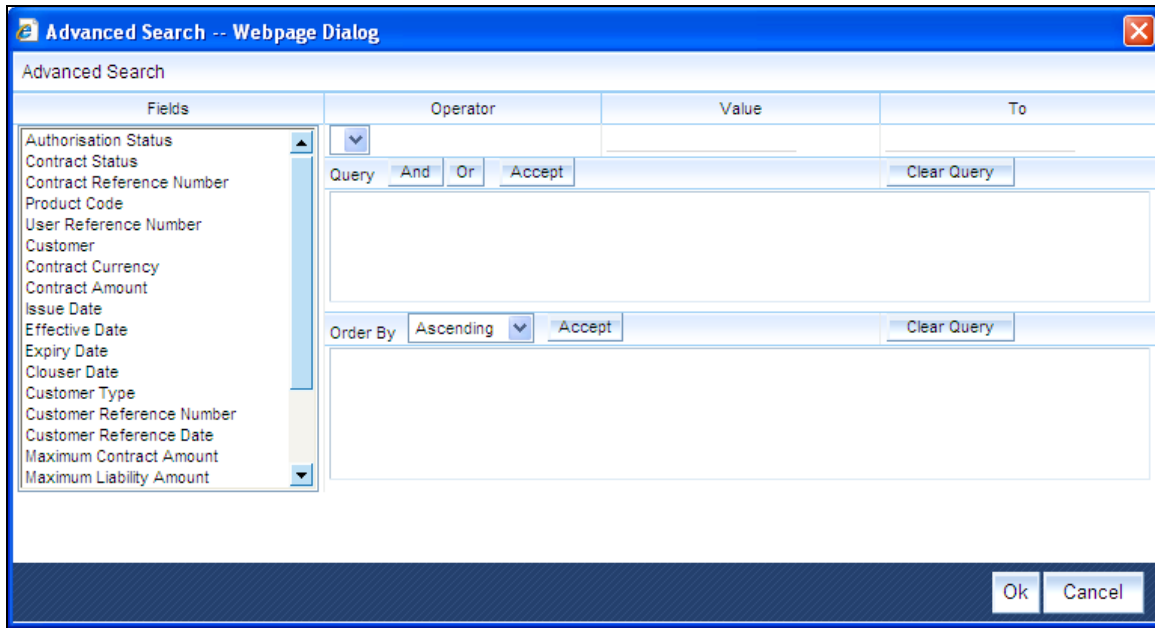 Advanced Search -- Webpage Dialog
Advanced Search
Fields Operator Value To
Authorisation Status
Contract Status
Contract Reference Number
Product Code
User Reference Number
Customer
Contract Currency
Contract Amount
Issue Date
Effective Date
Expiry Date
Clouser Date
Customer Type
Customer Reference Number
Customer Reference Date
Maximum Contract Amount
Maximum Liability Amount
Query And Or Accept Clear Query
Order By Ascending Accept Clear Query
Ok Cancel